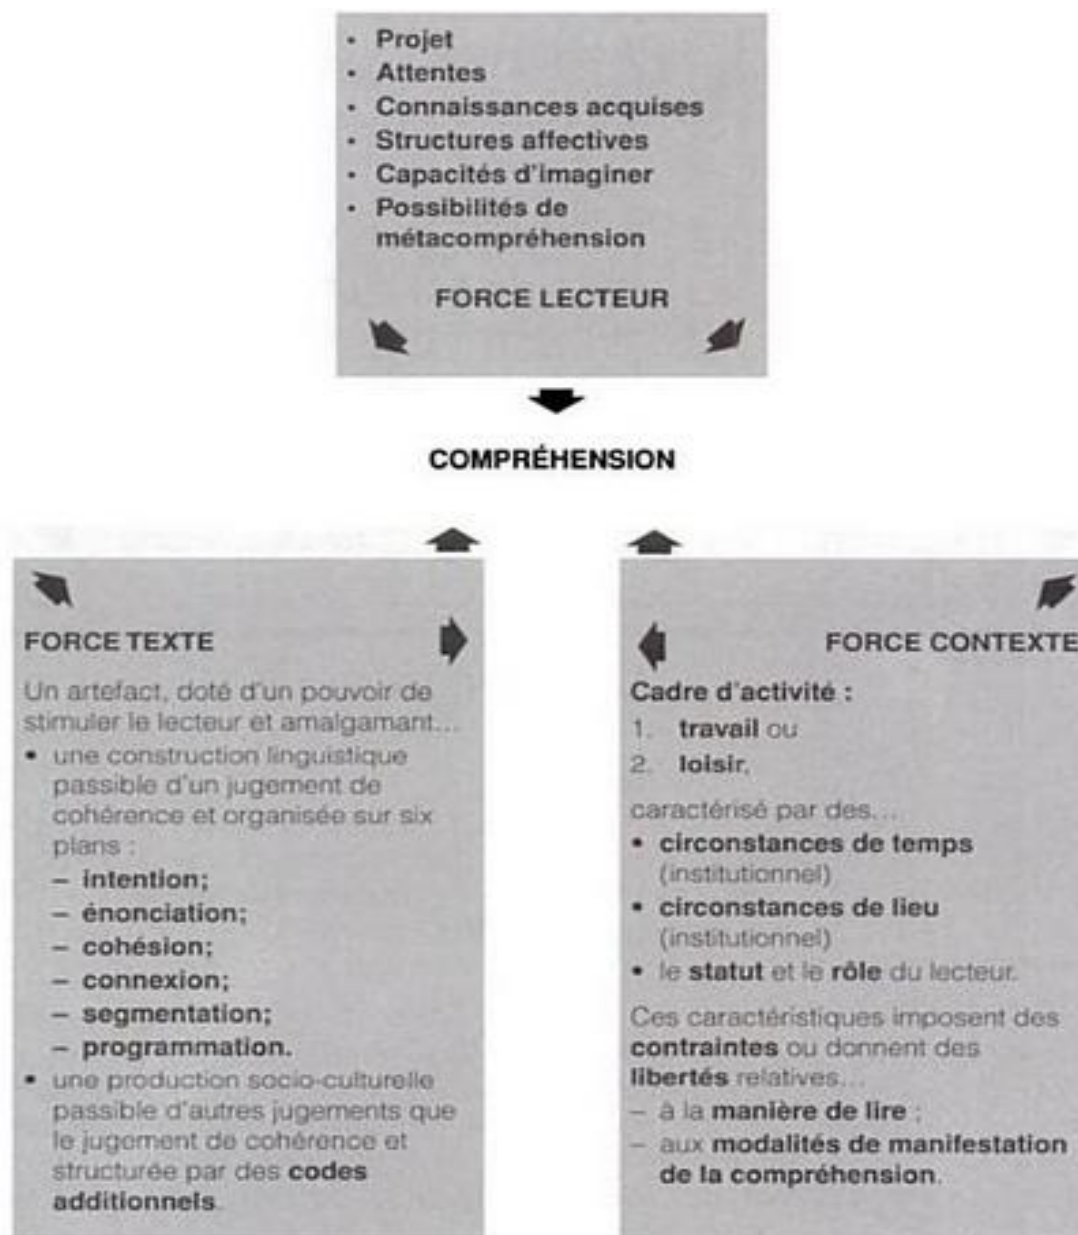 • Projet
• Attentes
• Connaissances acquises
• Structures affectives
• Capacités d'imaginer
• Possibilités de
métacompréhension
FORCE LECTEUR
COMPRÉHENSION
FORCE TEXTE
Un artefact, doté d'un pouvoir de
stimuler le lecteur et amalgamant...
• une construction linguistique
passible d'un jugement de
cohérence et organisée sur six
plans :
– intention;
– énonciation;
– cohésion;
– connexion;
– segmentation;
– programmation.
• une production socio-culturelle
passible d'autres jugements que
le jugement de cohérence et
structurée par des codes
additionnels.
FORCE CONTEXTE
Cadre d'activité :
1. travail ou
2. loisir,
caractérisé par des...
• circonstances de temps
(institutionnel)
• circonstances de lieu
(institutionnel)
• le statut et le rôle du lecteur.
Ces caractéristiques imposent des
contraintes ou donnent des
libertés relatives...
– à la manière de lire ;
– aux modalités de manifestation
de la compréhension.